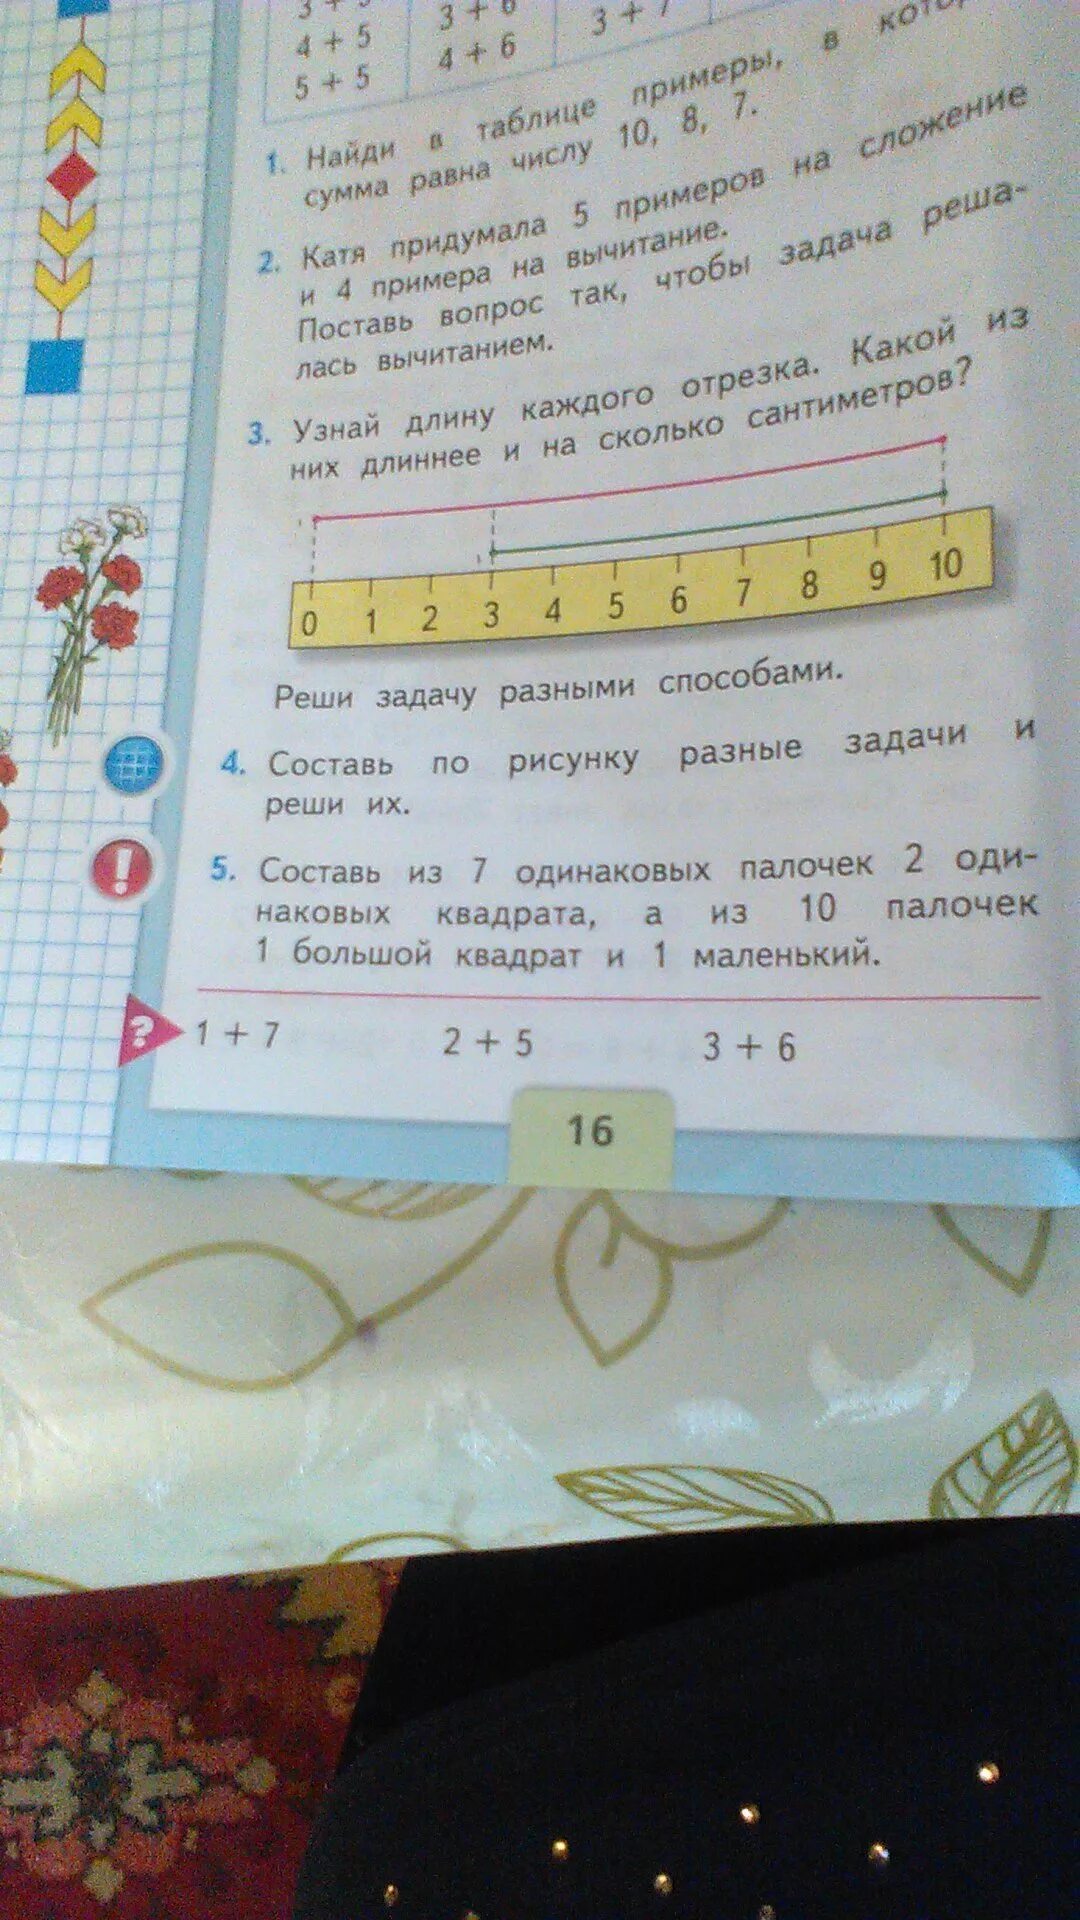 4 + 5
4 + 6
5 + 5
1. Найди в таблице примеры, в
сумма равна числу 10, 8, 7.
2. Катя придумала 5 примеров на сложение
и 4 примера на вычитание.
Поставь вопрос так, чтобы задача реша-
лась вычитанием.
3. Узнай длину каждого отрезка. Какой из
них длиннее и на сколько сантиметров?
0 1 2 3 4 5 6 7 8 9 10
Реши задачу разными способами.
4. Составь по рисунку разные задачи и
реши их.
!
5. Составь из 7 одинаковых палочек 2 оди-
наковых квадрата, а из 10 палочек
1 большой квадрат и 1 маленький.
? 1 + 7 2 + 5 3 + 6
16